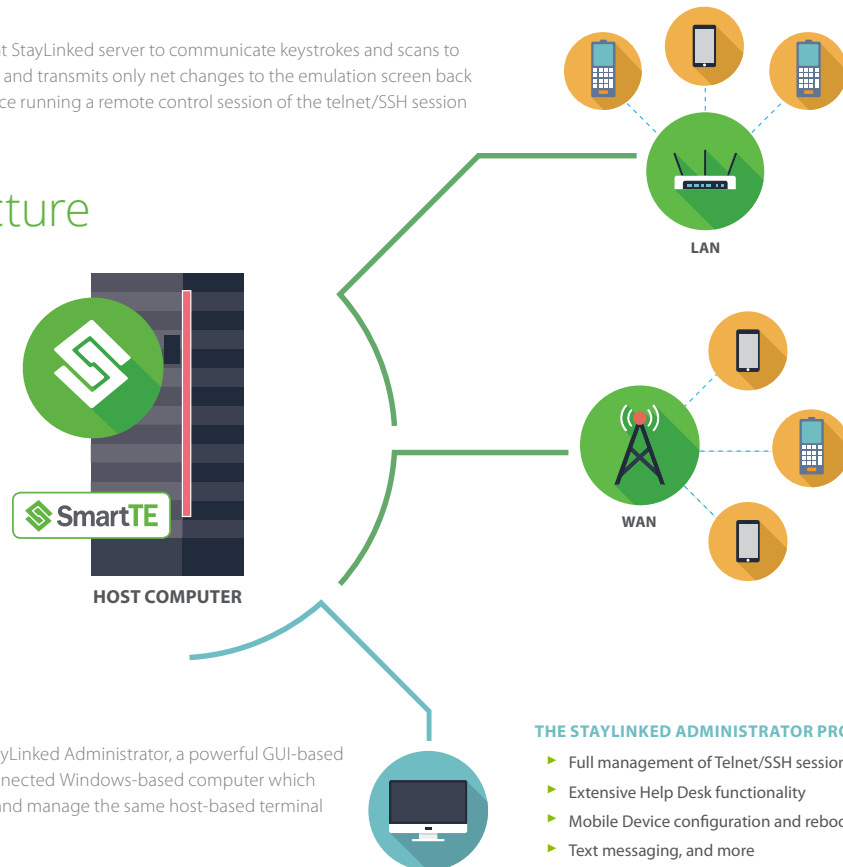 t StayLinked server to communicate keystrokes and scans to
and transmits only net changes to the emulation screen back
ce running a remote control session of the telnet/SSH session
cture
LAN
SmartTE
HOST COMPUTER
WAN
yLinked Administrator, a powerful GUI-based
nnected Windows-based computer which
and manage the same host-based terminal
THE STAYLINKED ADMINISTRATOR PRO
Full management of Telnet/SSH session
Extensive Help Desk functionality
Mobile Device configuration and reboo
Text messaging, and more